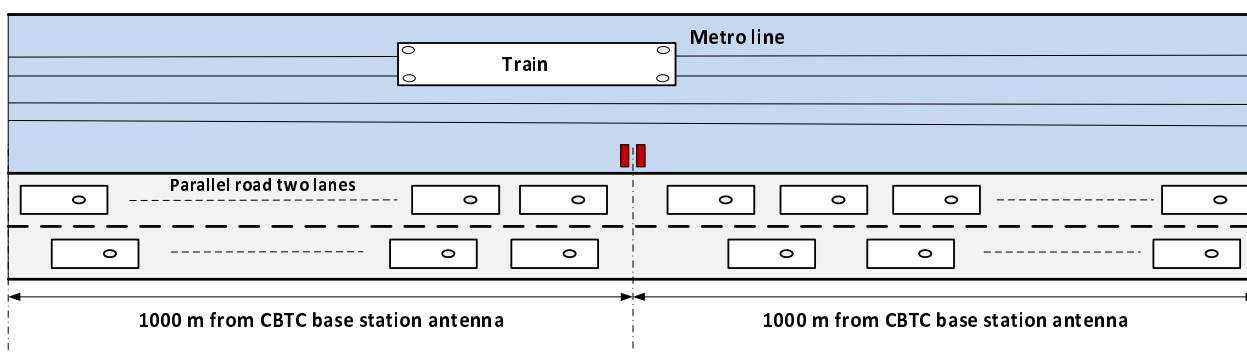 Metro line
Train
Parallel road two lanes
1000 m from CBTC base station antenna
1000 m from CBTC base station antenna